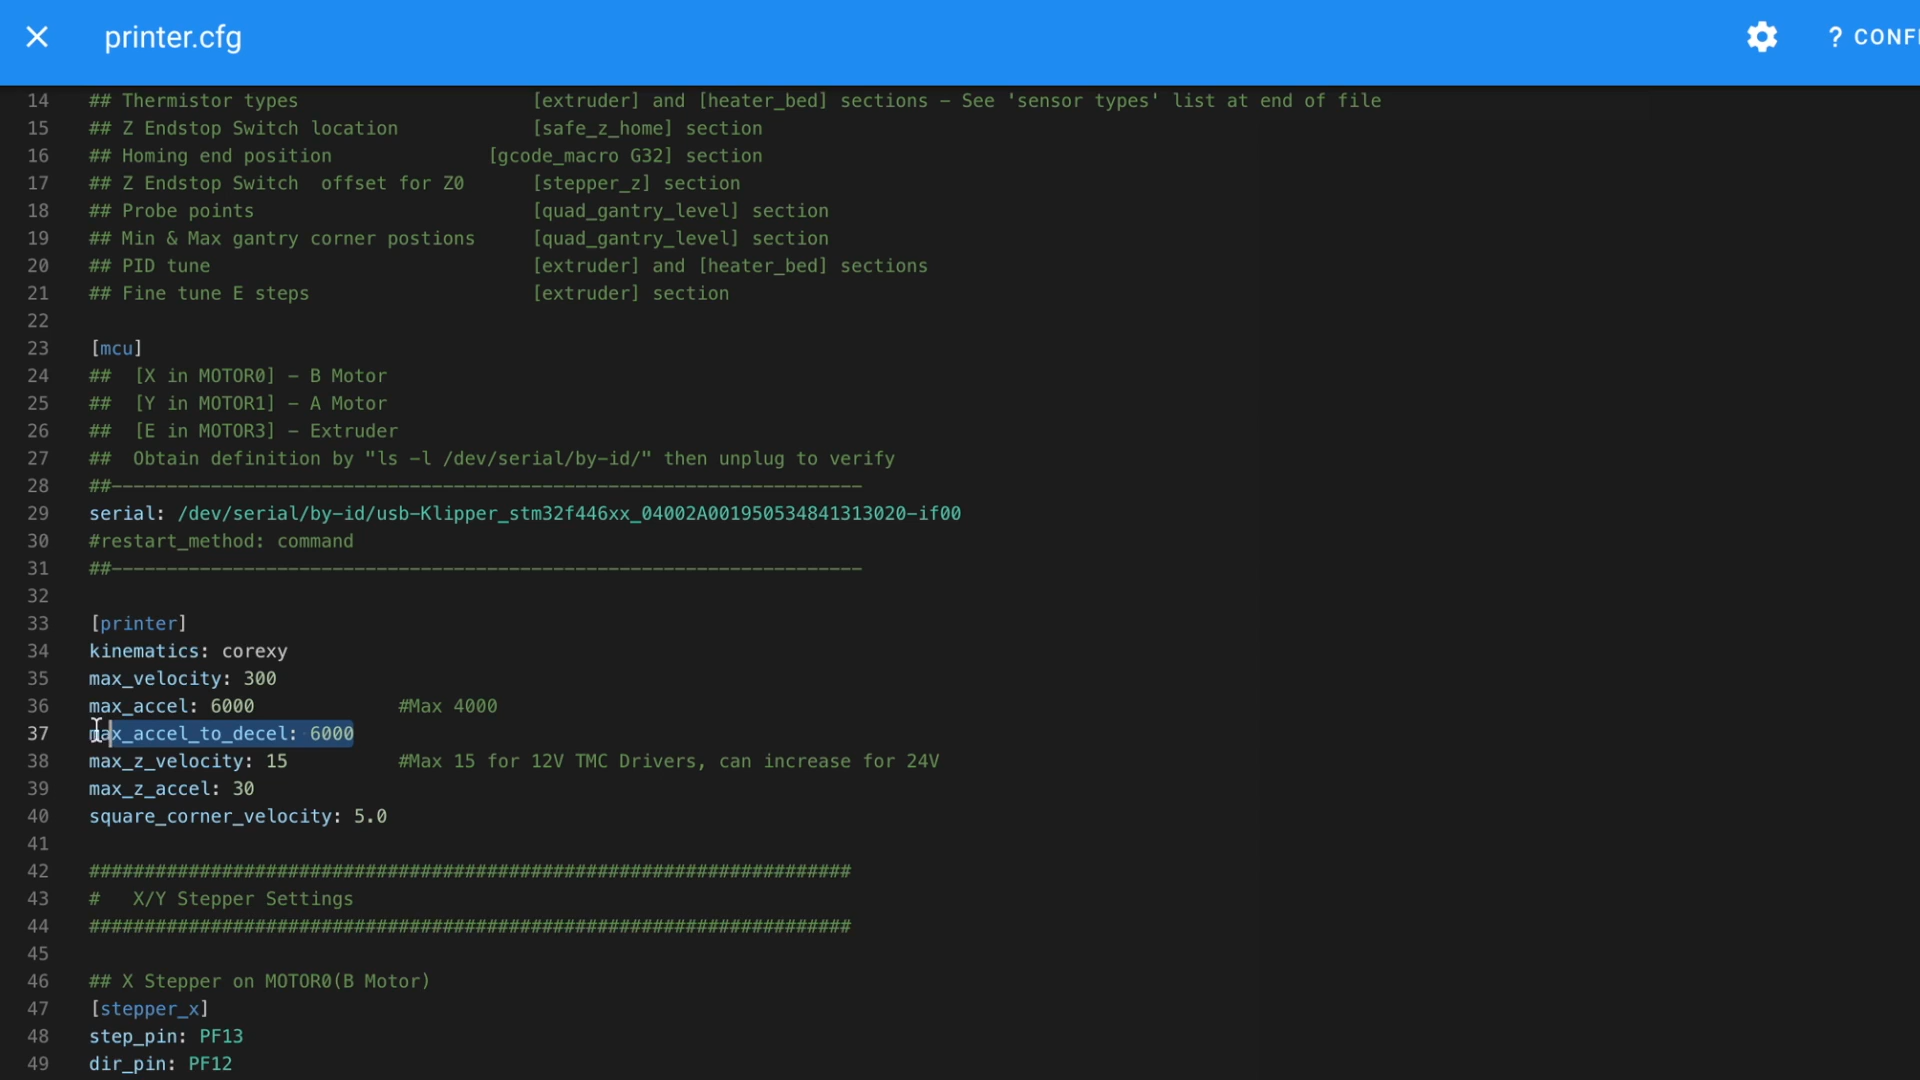 printer.cfg
? CONF
14 ## Thermistor types [extruder] and [heater_bed] sections – See 'sensor types' list at end of file
15 ## Z Endstop Switch location [safe_z_home] section
16 ## Homing end position [gcode_macro G32] section
17 ## Z Endstop Switch  offset for Z0 [stepper_z] section
18 ## Probe points [quad_gantry_level] section
19 ## Min & Max gantry corner postions [quad_gantry_level] section
20 ## PID tune [extruder] and [heater_bed] sections
21 ## Fine tune E steps [extruder] section
22
23 [mcu]
24 ##  [X in MOTOR0] – B Motor
25 ##  [Y in MOTOR1] – A Motor
26 ##  [E in MOTOR3] – Extruder
27 ##  Obtain definition by "ls –l /dev/serial/by–id/" then unplug to verify
28 ##––––––––––––––––––––––––––––––––––––––––––––––––––––––––––––––––––––
29 serial: /dev/serial/by–id/usb–Klipper_stm32f446xx_04002A001950534841313020–if00
30 #restart_method: command
31 ##––––––––––––––––––––––––––––––––––––––––––––––––––––––––––––––––––––
32
33 [printer]
34 kinematics: corexy
35 max_velocity: 300
36 max_accel: 6000 #Max 4000
37 max_accel_to_decel: 6000
38 max_z_velocity: 15 #Max 15 for 12V TMC Drivers, can increase for 24V
39 max_z_accel: 30
40 square_corner_velocity: 5.0
41
42 #####################################################################
43 #   X/Y Stepper Settings
44 #####################################################################
45
46 ## X Stepper on MOTOR0(B Motor)
47 [stepper_x]
48 step_pin: PF13
49 dir_pin: PF12